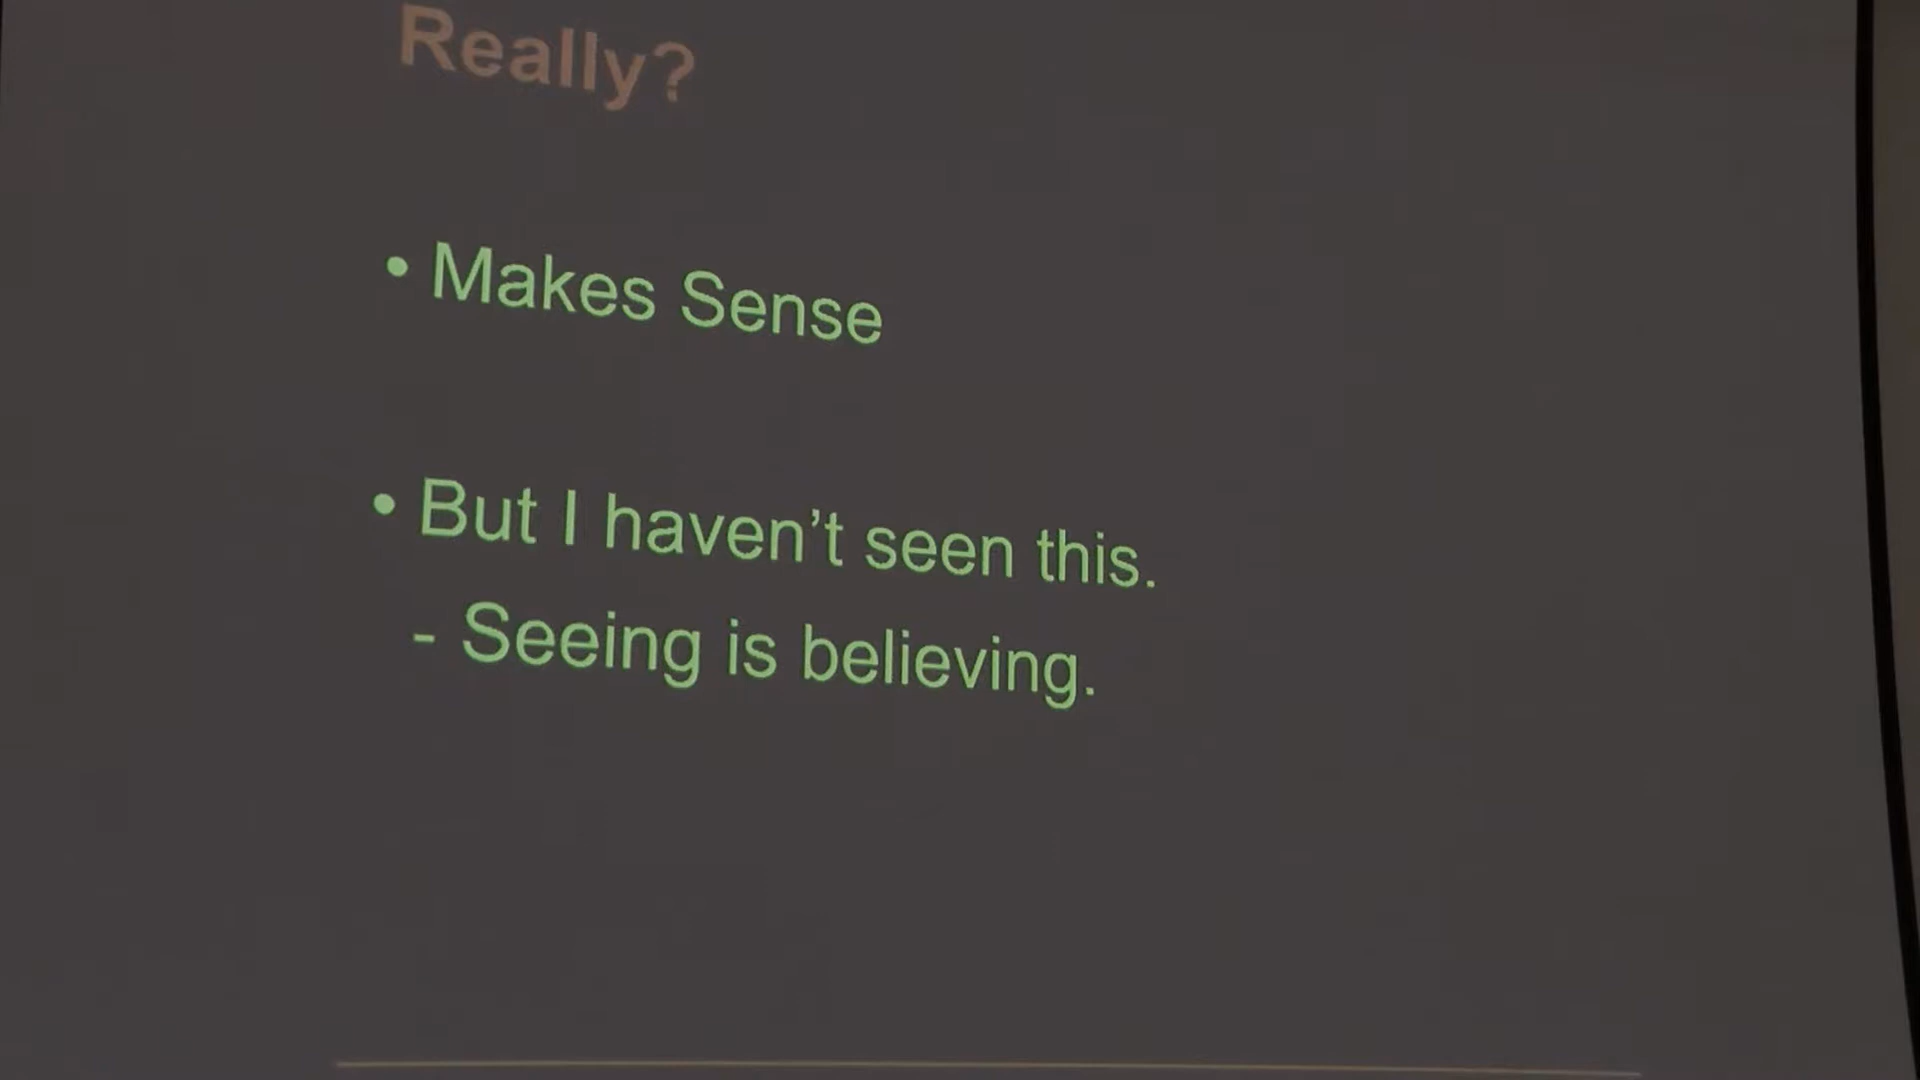 Really?
• Makes Sense
• But I haven’t seen this.
- Seeing is believing.